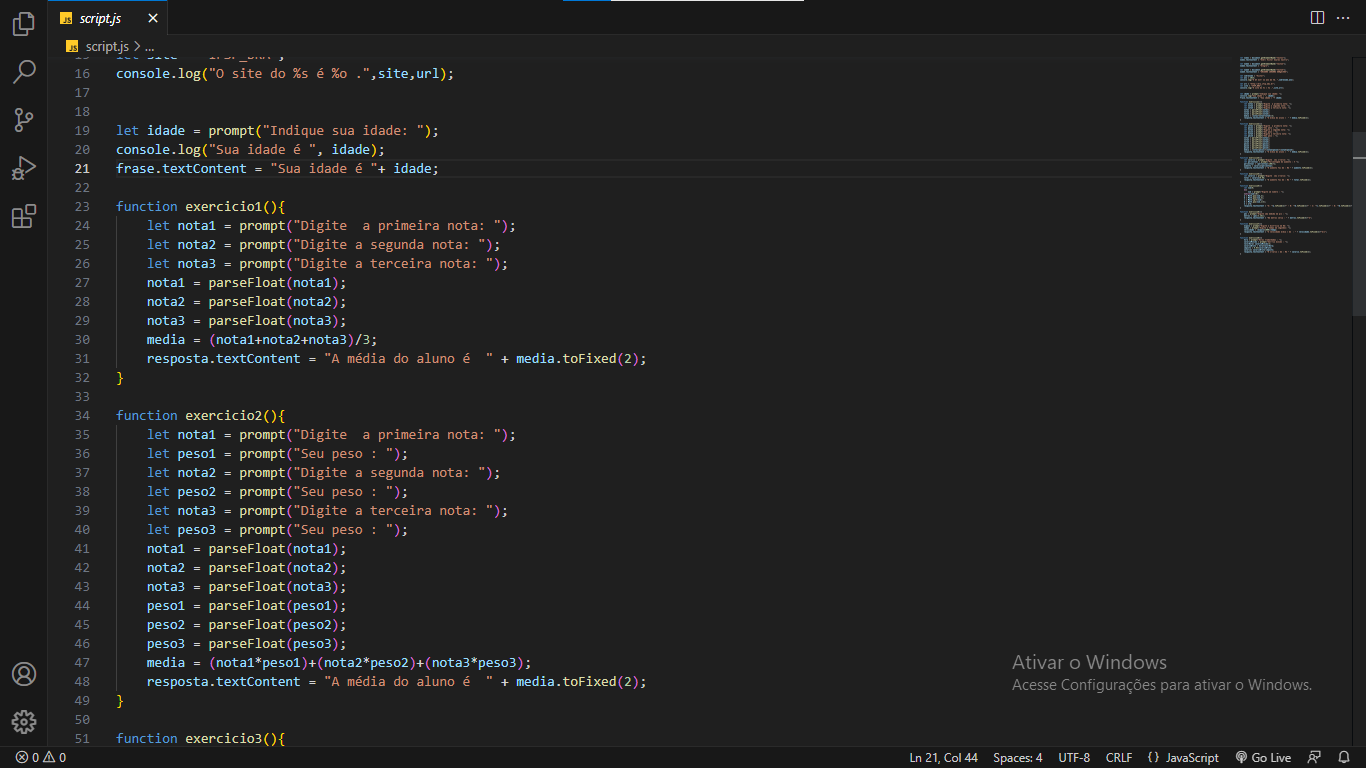 script.js
script.js > ...
16 console.log("O site do %s é %o .",site,url);
17
18
19 let idade = prompt("Indique sua idade: ");
20 console.log("Sua idade é ", idade);
21 frase.textContent = "Sua idade é "+ idade;
22
23 function exercicio1(){
24     let nota1 = prompt("Digite  a primeira nota: ");
25     let nota2 = prompt("Digite a segunda nota: ");
26     let nota3 = prompt("Digite a terceira nota: ");
27     nota1 = parseFloat(nota1);
28     nota2 = parseFloat(nota2);
29     nota3 = parseFloat(nota3);
30     media = (nota1+nota2+nota3)/3;
31     resposta.textContent = "A média do aluno é  " + media.toFixed(2);
32 }
33
34 function exercicio2(){
35     let nota1 = prompt("Digite  a primeira nota: ");
36     let peso1 = prompt("Seu peso : ");
37     let nota2 = prompt("Digite a segunda nota: ");
38     let peso2 = prompt("Seu peso : ");
39     let nota3 = prompt("Digite a terceira nota: ");
40     let peso3 = prompt("Seu peso : ");
41     nota1 = parseFloat(nota1);
42     nota2 = parseFloat(nota2);
43     nota3 = parseFloat(nota3);
44     peso1 = parseFloat(peso1);
45     peso2 = parseFloat(peso2);
46     peso3 = parseFloat(peso3);
47     media = (nota1*peso1)+(nota2*peso2)+(nota3*peso3);
48     resposta.textContent = "A média do aluno é  " + media.toFixed(2);
49 }
50
51 function exercicio3(){
Ativar o Windows
Acesse Configurações para ativar o Windows.
0 0 Ln 21, Col 44 Spaces: 4 UTF-8 CRLF {} JavaScript Go Live